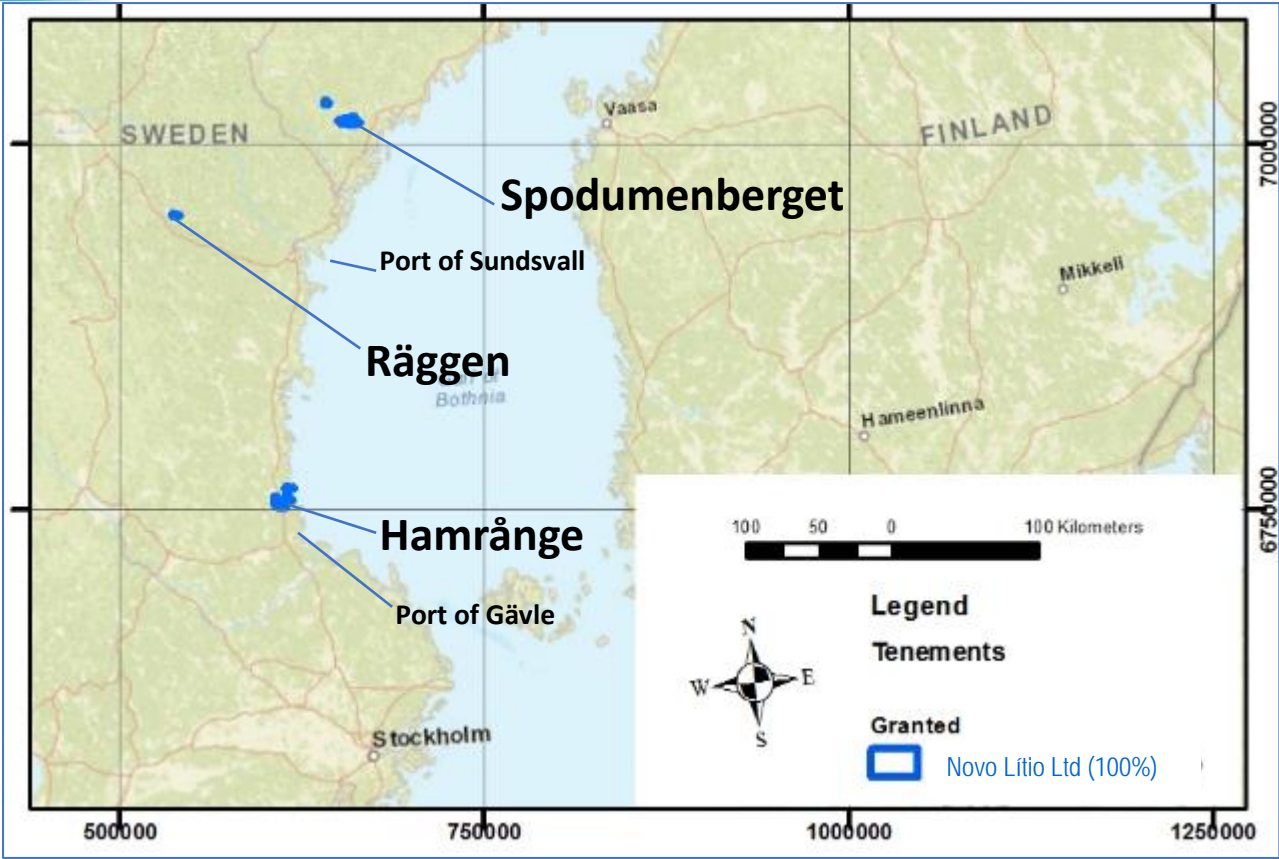 Vaasa
SWEDEN
FINLAND
7000000
Spodumenberget
Port of Sundsvall
Mikkeli
Räggen
Bothnia
Hameenlinna
Hamrånge
6750000
100 50 0 100 Kilometers
Port of Gävle
Legend
Tenements
N
W E
S
Granted
Stockholm
Novo Lítio Ltd (100%)
500000 750000 1000000 1250000